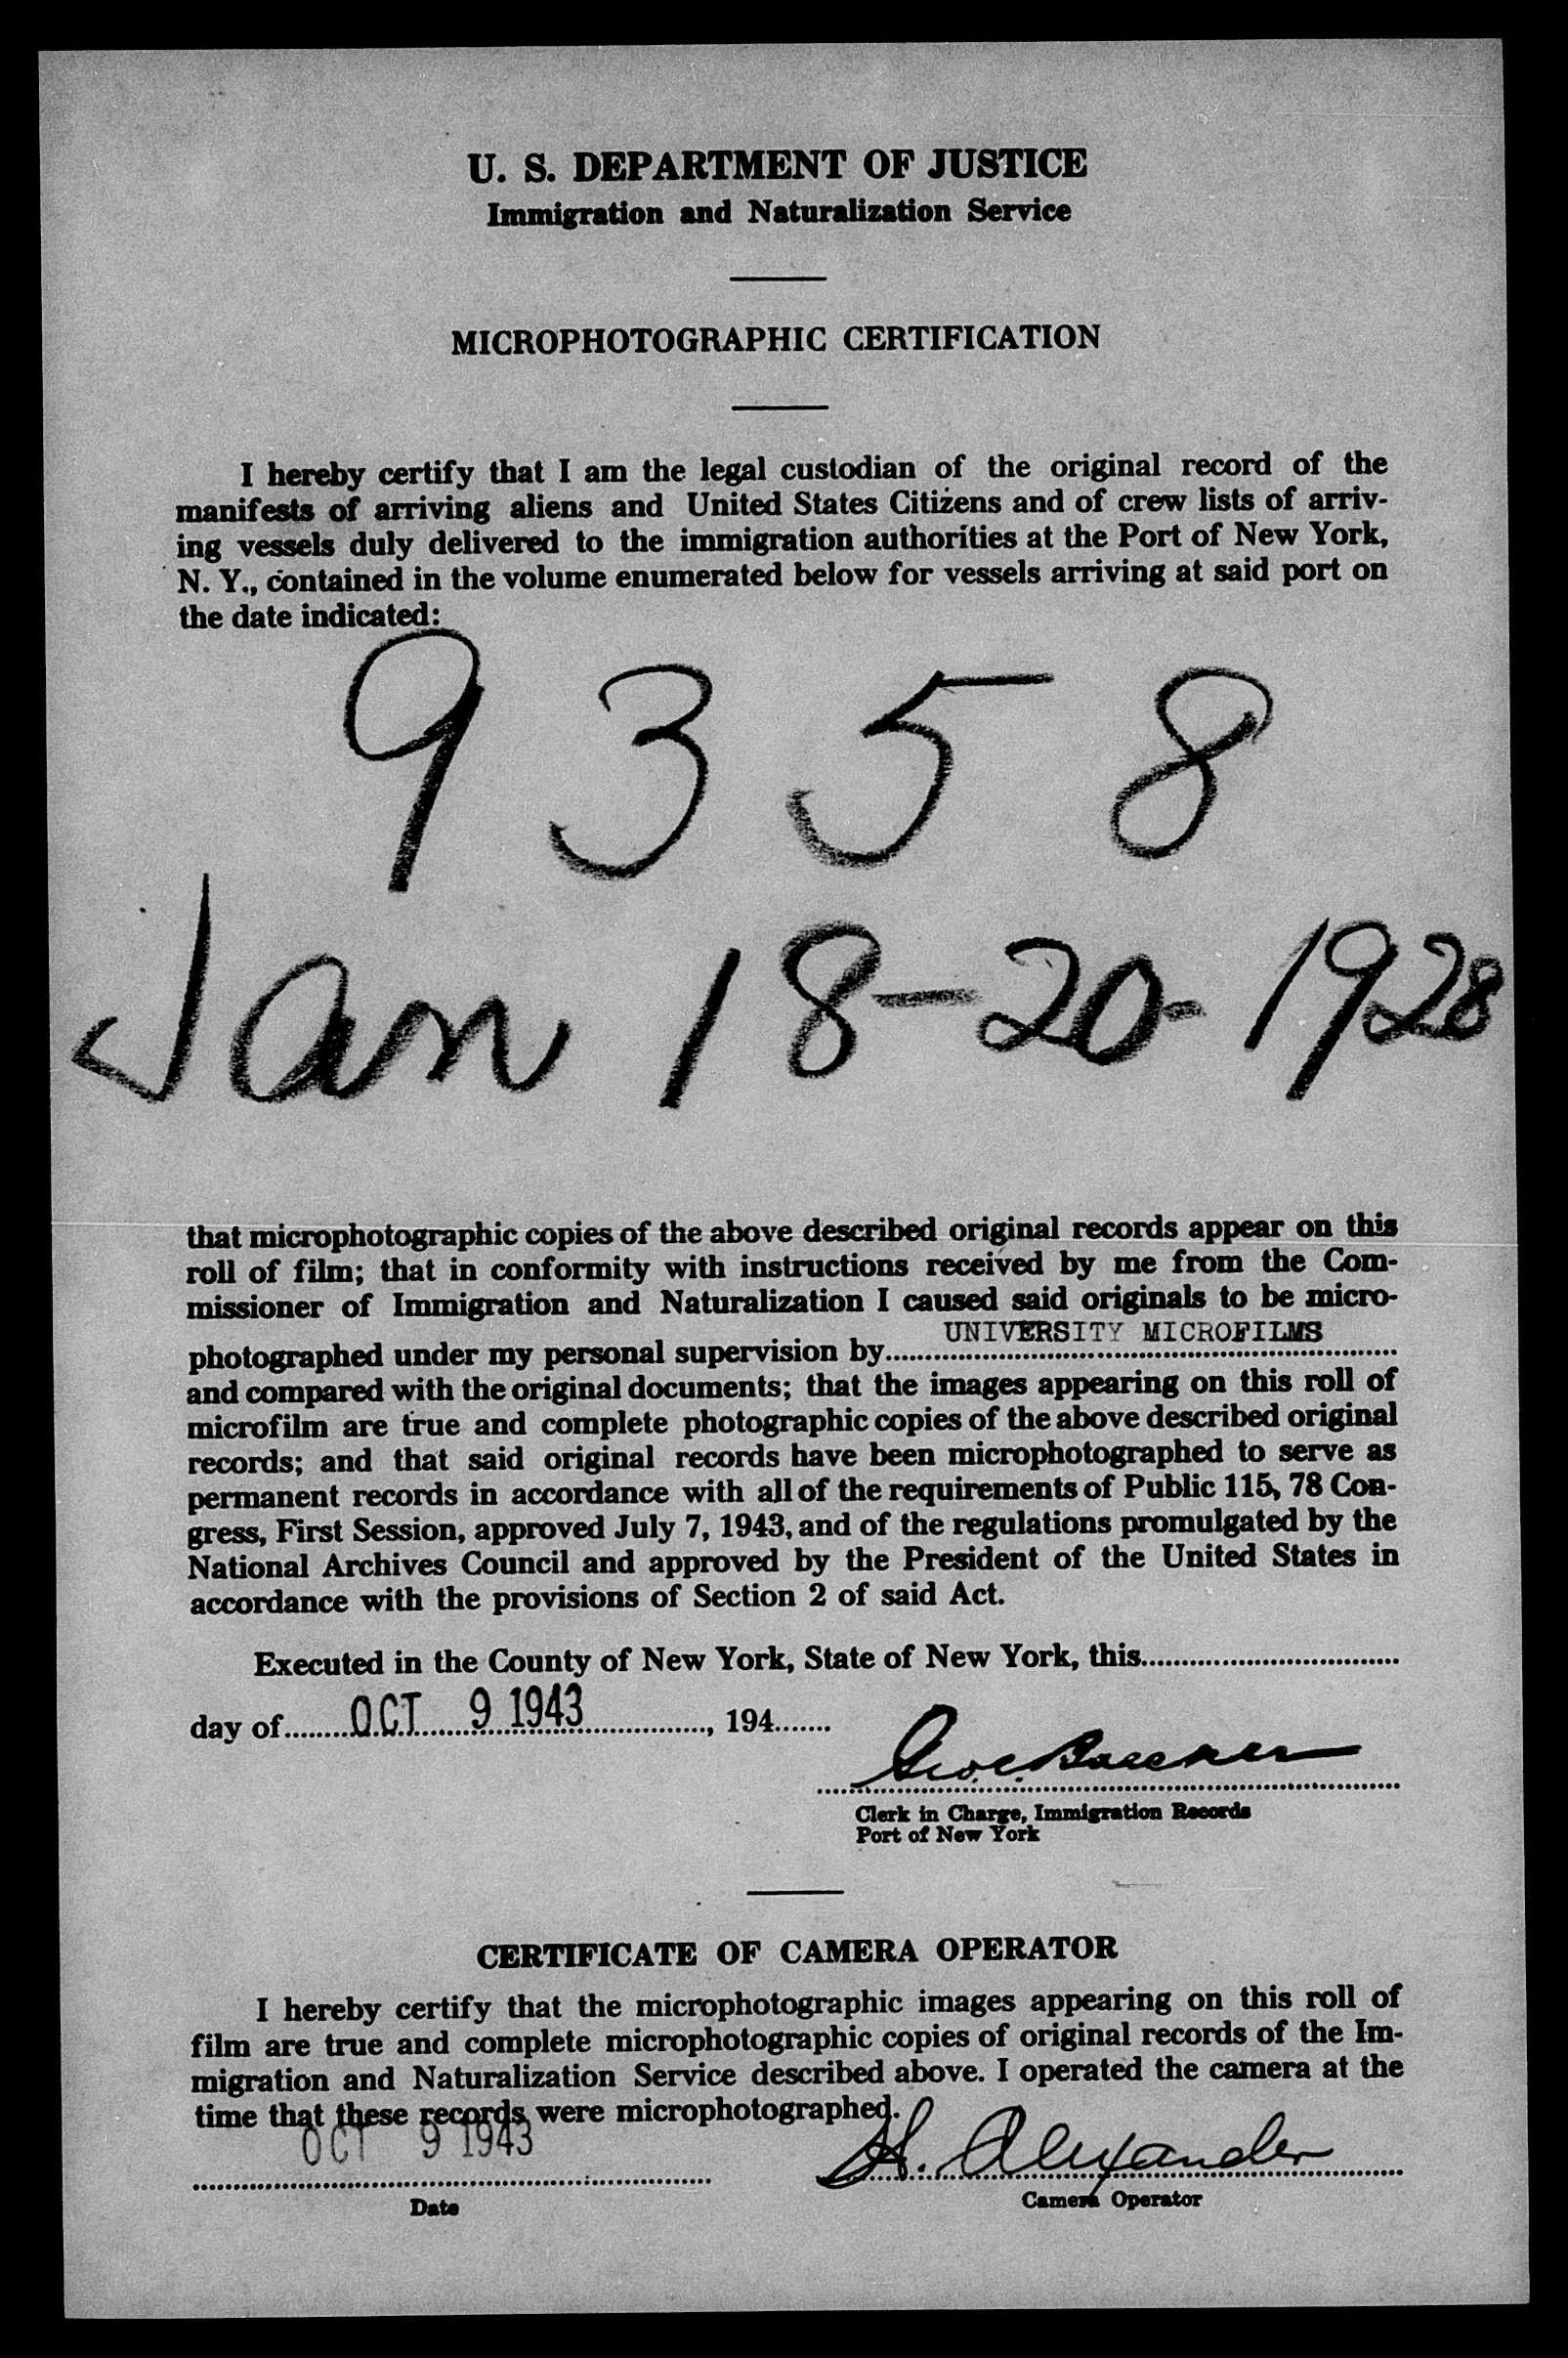 U. S. DEPARTMENT OF JUSTICE
Immigration and Naturalization Service
MICROPHOTOGRAPHIC CERTIFICATION
I hereby certify that I am the legal custodian of the original record of the
manifests of arriving aliens and United States Citizens and of crew lists of arriv-
ing vessels duly delivered to the immigration authorities at the Port of New York,
N. Y., contained in the volume enumerated below for vessels arriving at said port on
the date indicated:
9358
Jan 18-20-1928
that microphotographic copies of the above described original records appear on this
roll of film; that in conformity with instructions received by me from the Com-
missioner of Immigration and Naturalization I caused said originals to be micro-
photographed under my personal supervision by UNIVERSITY MICROFILMS
and compared with the original documents; that the images appearing on this roll of
microfilm are true and complete photographic copies of the above described original
records; and that said original records have been microphotographed to serve as
permanent records in accordance with all of the requirements of Public 115, 78 Con-
gress, First Session, approved July 7, 1943, and of the regulations promulgated by the
National Archives Council and approved by the President of the United States in
accordance with the provisions of Section 2 of said Act.
Executed in the County of New York, State of New York, this
day of OCT 9 1943, 194
Geo. C.
Clerk in Charge, Immigration Records
Port of New York
CERTIFICATE OF CAMERA OPERATOR
I hereby certify that the microphotographic images appearing on this roll of
film are true and complete microphotographic copies of original records of the Im-
migration and Naturalization Service described above. I operated the camera at the
time that these records were microphotographed.
OCT 9 1943
H. Alexander
Date
Camera Operator